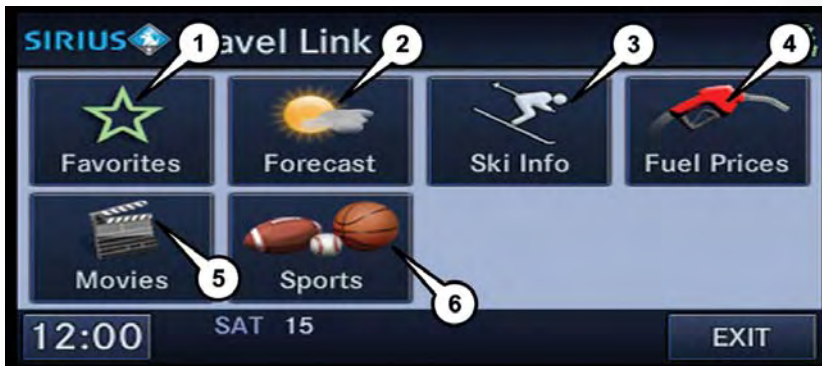 SIRIUS avel Link
1 2 3 4
Favorites Forecast Ski Info Fuel Prices
Movies 5 Sports 6
12:00 SAT 15 EXIT